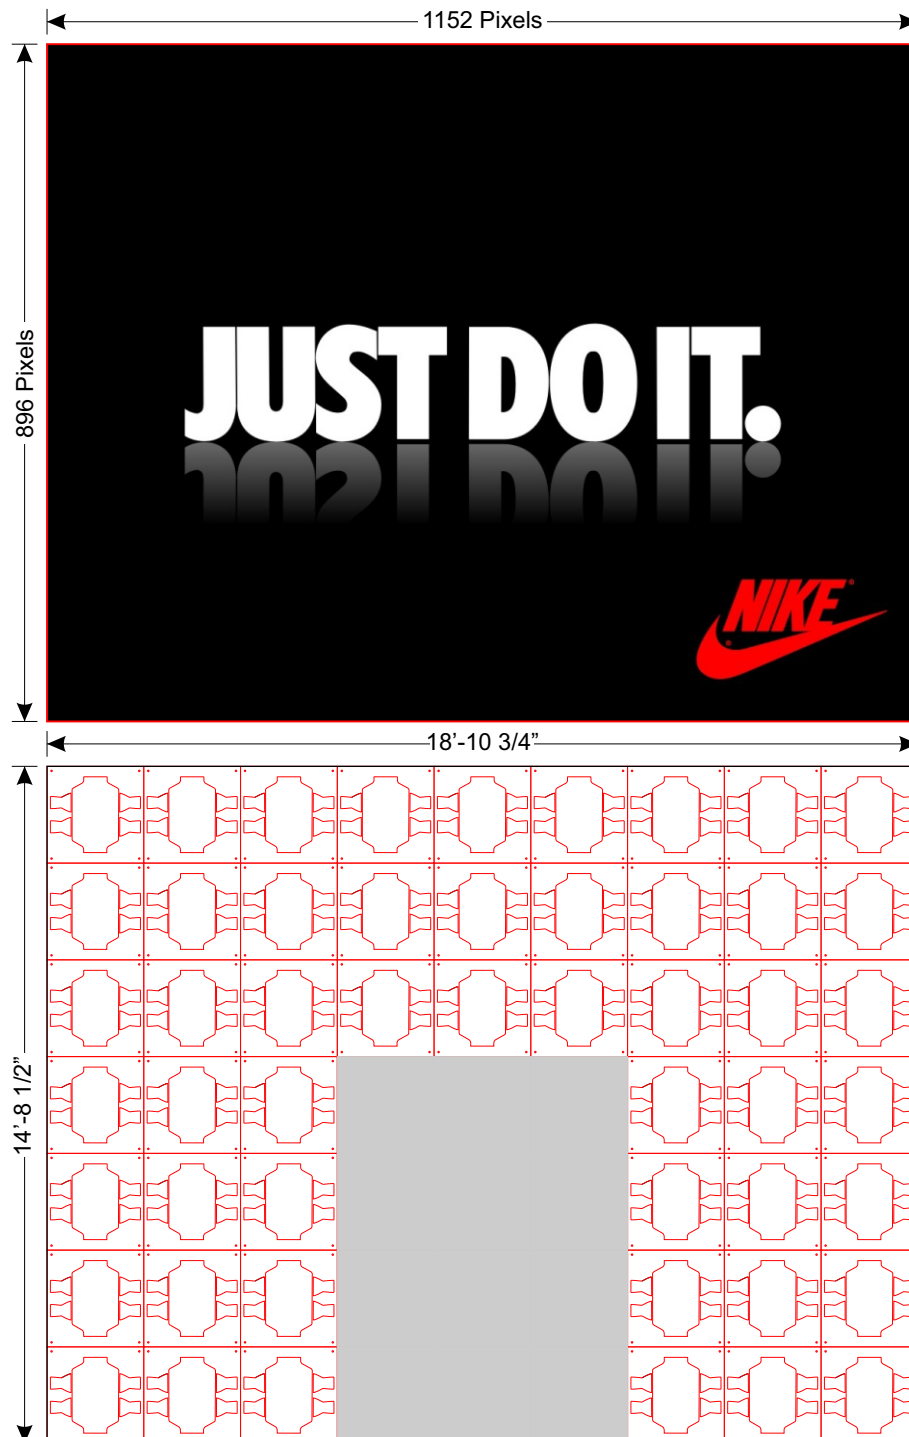 1152 Pixels
896 Pixels
JUST DO IT.
NIKE
18’-10 3/4”
14’-8 1/2”